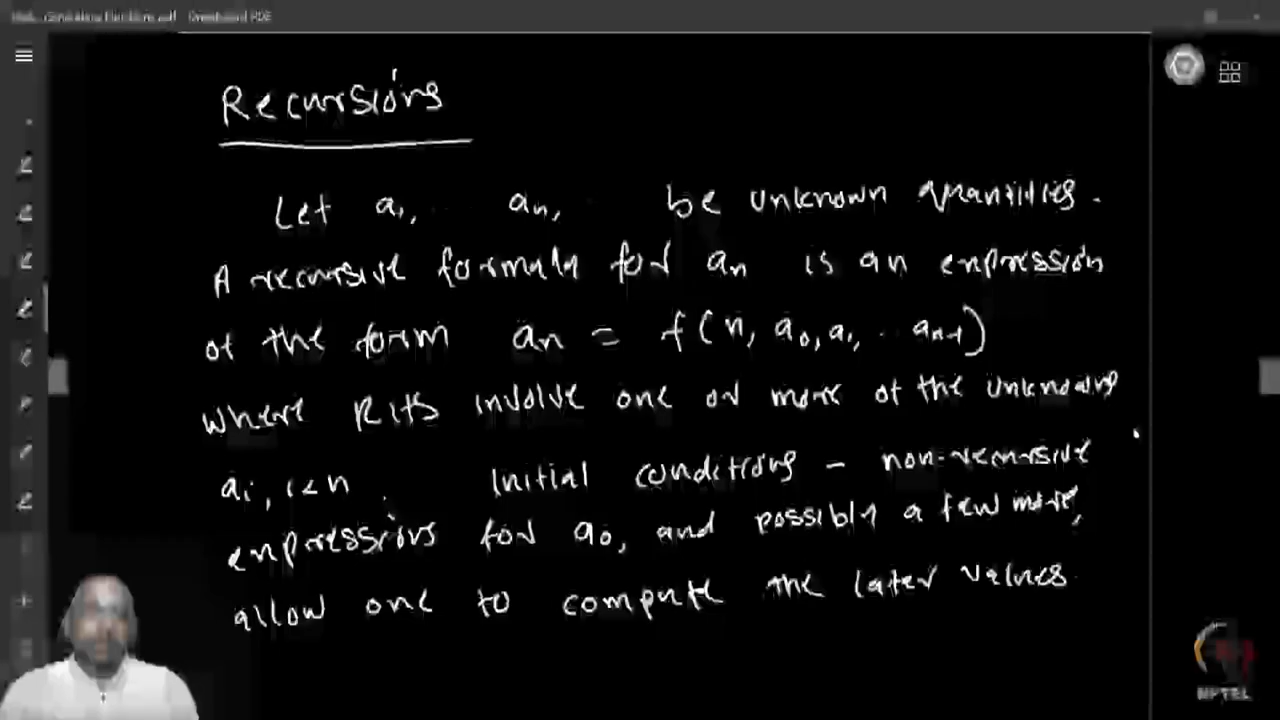 Recursions
Let a₁, ... aₙ, ... be unknown quantities.
A recursive formula for aₙ is an expression
of the form aₙ = f(n, a₀, a₁, .. aₙ₋₁)
where RHS involve one or more of the unknowns
aᵢ, i<n. Initial conditions - non-recursive
expressions for a₀, and possibly a few more,
allow one to compute the later values
NPTEL